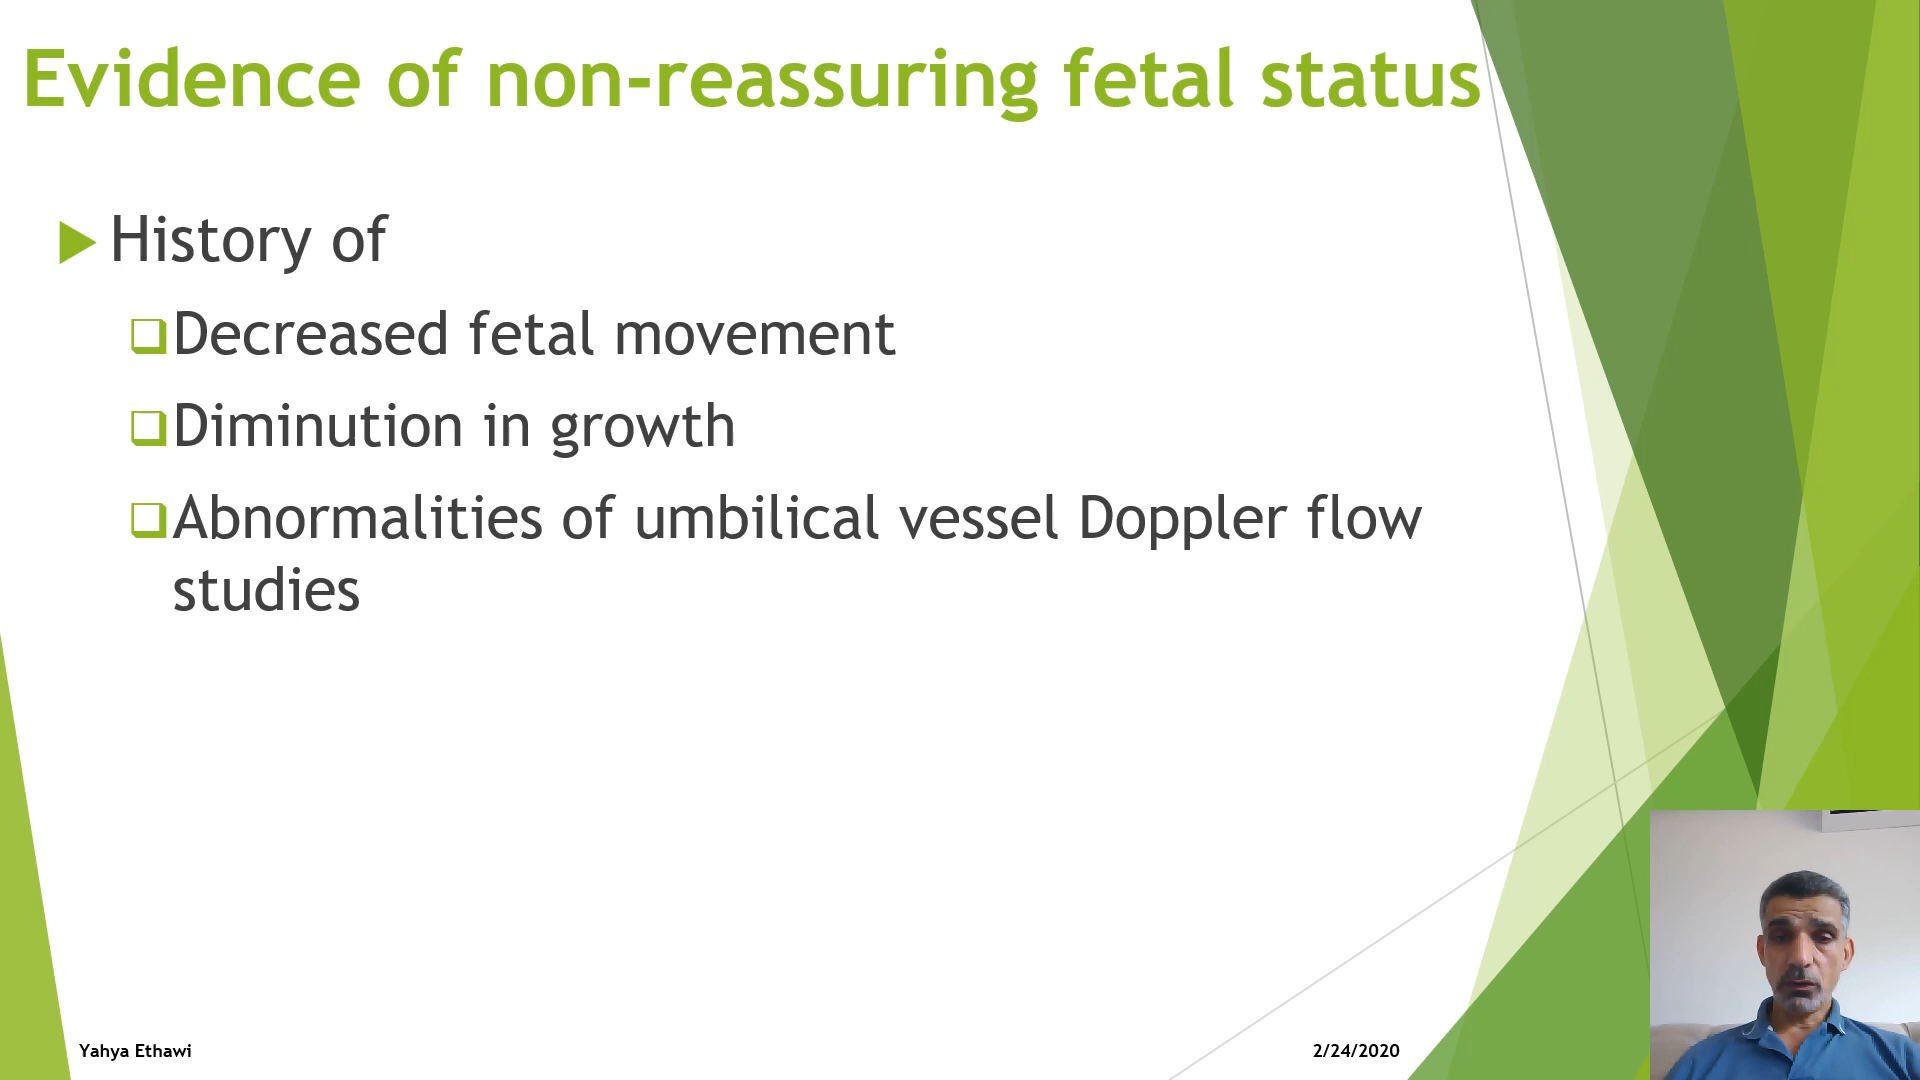 Evidence of non-reassuring fetal status
History of
Decreased fetal movement
Diminution in growth
Abnormalities of umbilical vessel Doppler flow
studies
Yahya Ethawi
2/24/2020